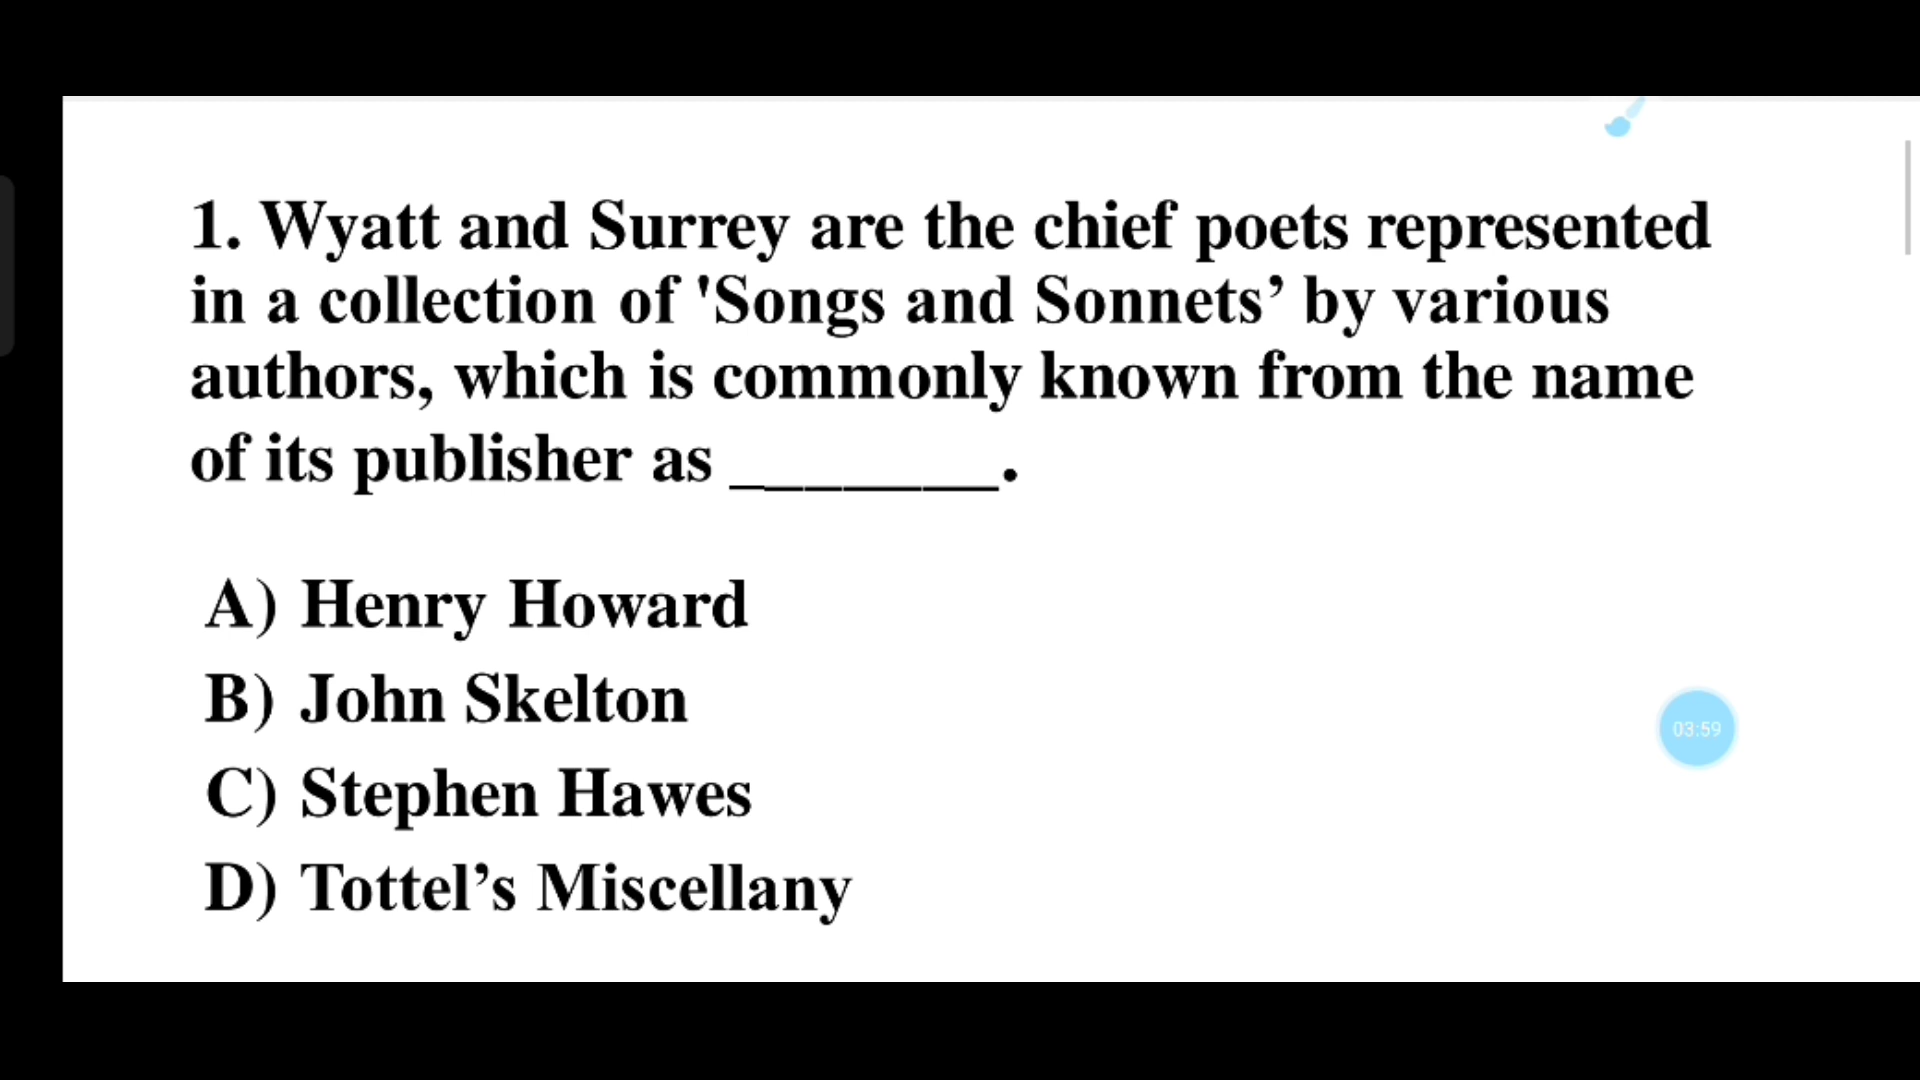 1. Wyatt and Surrey are the chief poets represented
in a collection of 'Songs and Sonnets’ by various
authors, which is commonly known from the name
of its publisher as _______.
A) Henry Howard
B) John Skelton
03:59
C) Stephen Hawes
D) Tottel’s Miscellany